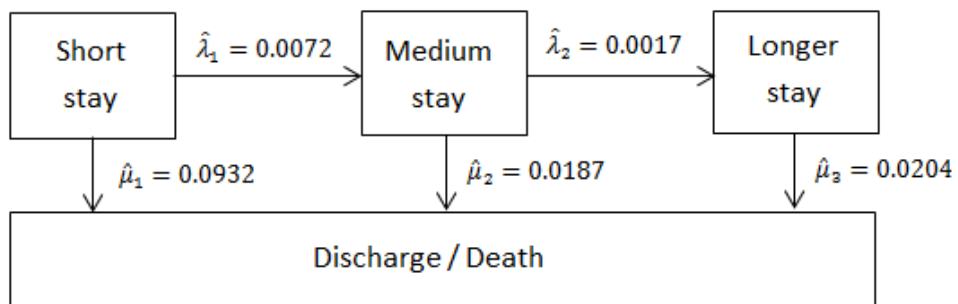 Short
stay
λ̂₁ = 0.0072
Medium
stay
λ̂₂ = 0.0017
Longer
stay
μ̂₁ = 0.0932
μ̂₂ = 0.0187
μ̂₃ = 0.0204
Discharge / Death